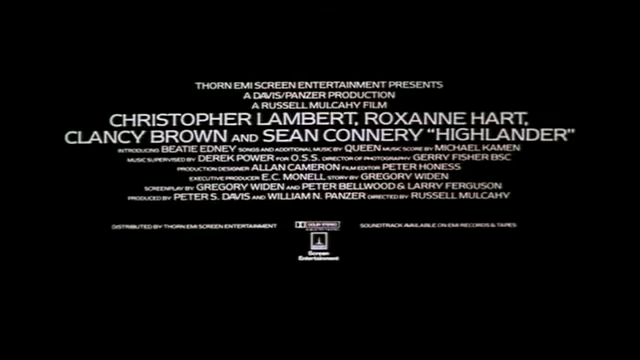 THORN EMI SCREEN ENTERTAINMENT PRESENTS
A DAVIS/PANZER PRODUCTION
A RUSSELL MULCAHY FILM
CHRISTOPHER LAMBERT, ROXANNE HART,
CLANCY BROWN AND SEAN CONNERY "HIGHLANDER"
INTRODUCING BEATIE EDNEY SONGS AND ADDITIONAL MUSIC BY QUEEN MUSIC SCORE BY MICHAEL KAMEN
MUSIC SUPERVISED BY DEREK POWER FOR O.S.S. DIRECTOR OF PHOTOGRAPHY GERRY FISHER BSC
PRODUCTION DESIGNER ALLAN CAMERON FILM EDITOR PETER HONESS
EXECUTIVE PRODUCER E.C. MONELL STORY BY GREGORY WIDEN
SCREENPLAY BY GREGORY WIDEN AND PETER BELLWOOD & LARRY FERGUSON
PRODUCED BY PETER S. DAVIS AND WILLIAM N. PANZER DIRECTED BY RUSSELL MULCAHY
DISTRIBUTED BY THORN EMI SCREEN ENTERTAINMENT
DOLBY STEREO
SOUNDTRACK AVAILABLE ON EMI RECORDS & TAPES
Screen
Entertainment